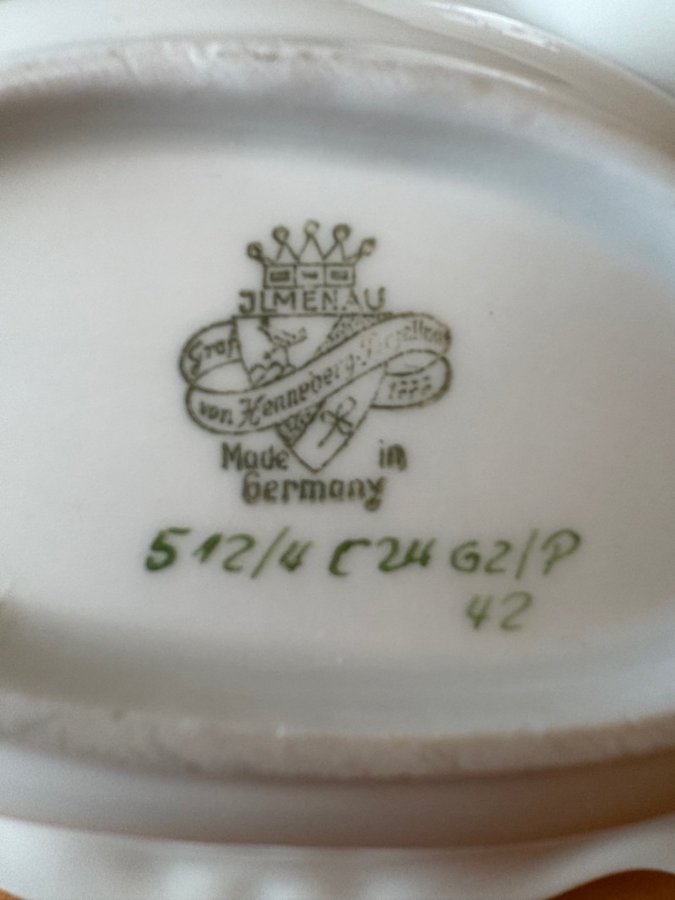 JLMENAU
Graf
von Henneberg-Porzellan
1777
Made in
Germany
512/4 C24 G2/P
42